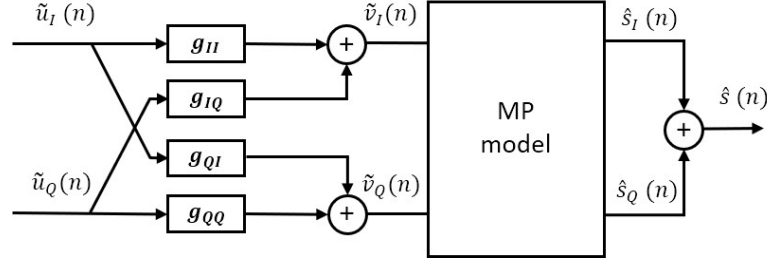 ũ_I (n)
g_II
+
ṽ_I(n)
ŝ_I (n)
g_IQ
MP
model
ŝ (n)
+
g_QI
ũ_Q(n)
ṽ_Q(n)
ŝ_Q (n)
g_QQ
+